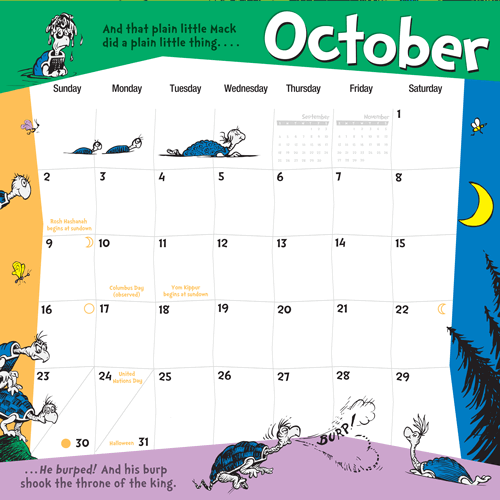 And that plain little Mack
did a plain little thing. . . .
October
Sunday Monday Tuesday Wednesday Thursday Friday Saturday
September November
1
2 3 4 5 6 7 8
Rosh Hashanah
begins at sundown
9 10 11 12 13 14 15
Columbus Day
(observed)
Yom Kippur
begins at sundown
16 17 18 19 20 21 22
23 24 25 26 27 28 29
United
Nations Day
30 Halloween 31
BURP!
. . .He burped! And his burp
shook the throne of the king.